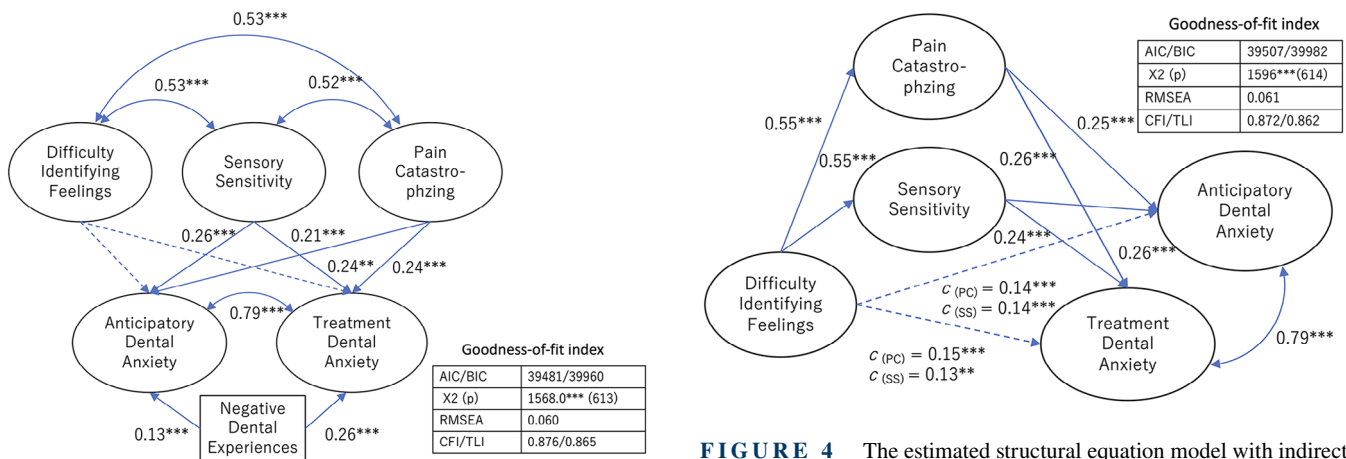 0.53***
0.53***
0.52***
Difficulty
Identifying
Feelings
Sensory
Sensitivity
Pain
Catastro-
phzing
0.26***
0.21***
0.24**
0.24***
0.79***
Anticipatory
Dental
Anxiety
Treatment
Dental
Anxiety
Negative
Dental
Experiences
0.13***
0.26***
Goodness-of-fit index
AIC/BIC 39481/39960
X2 (p) 1568.0*** (613)
RMSEA 0.060
CFI/TLI 0.876/0.865
Goodness-of-fit index
AIC/BIC 39507/39982
X2 (p) 1596***(614)
RMSEA 0.061
CFI/TLI 0.872/0.862
Pain
Catastro-
phzing
0.55***
0.55***
0.25***
0.26***
Sensory
Sensitivity
Anticipatory
Dental
Anxiety
0.24***
0.26***
Difficulty
Identifying
Feelings
c (PC) = 0.14***
c (SS) = 0.14***
c (PC) = 0.15***
c (SS) = 0.13**
Treatment
Dental
Anxiety
0.79***
FIGURE 4 The estimated structural equation model with indirect